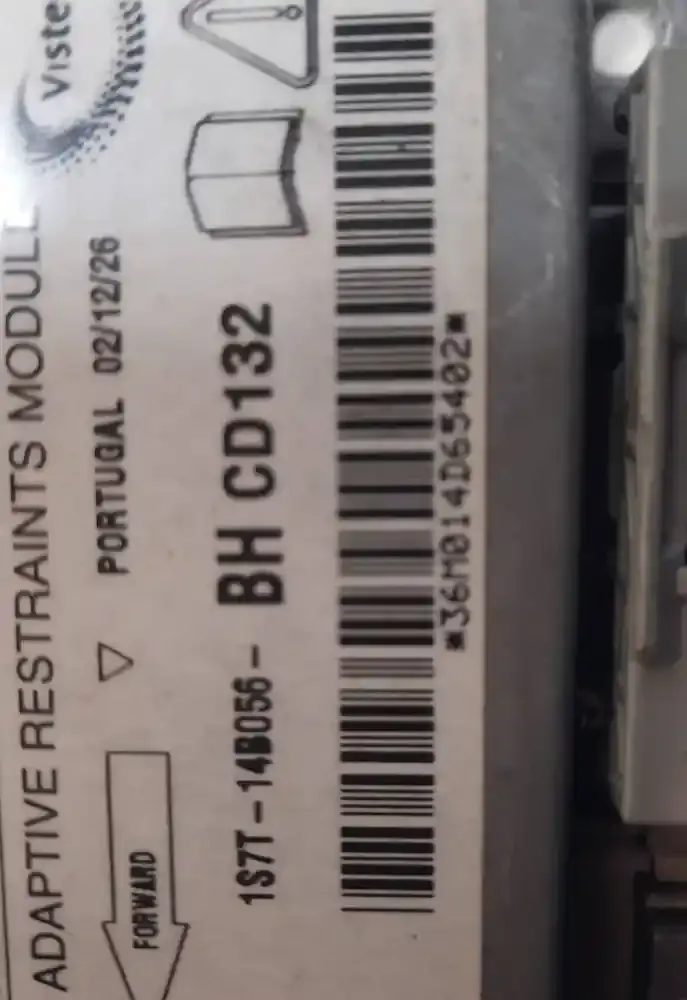 Viste
ADAPTIVE RESTRAINTS MODULE
PORTUGAL 02/12/26
FORWARD
1S7T-14B056- BH CD132
*36M014D65402*